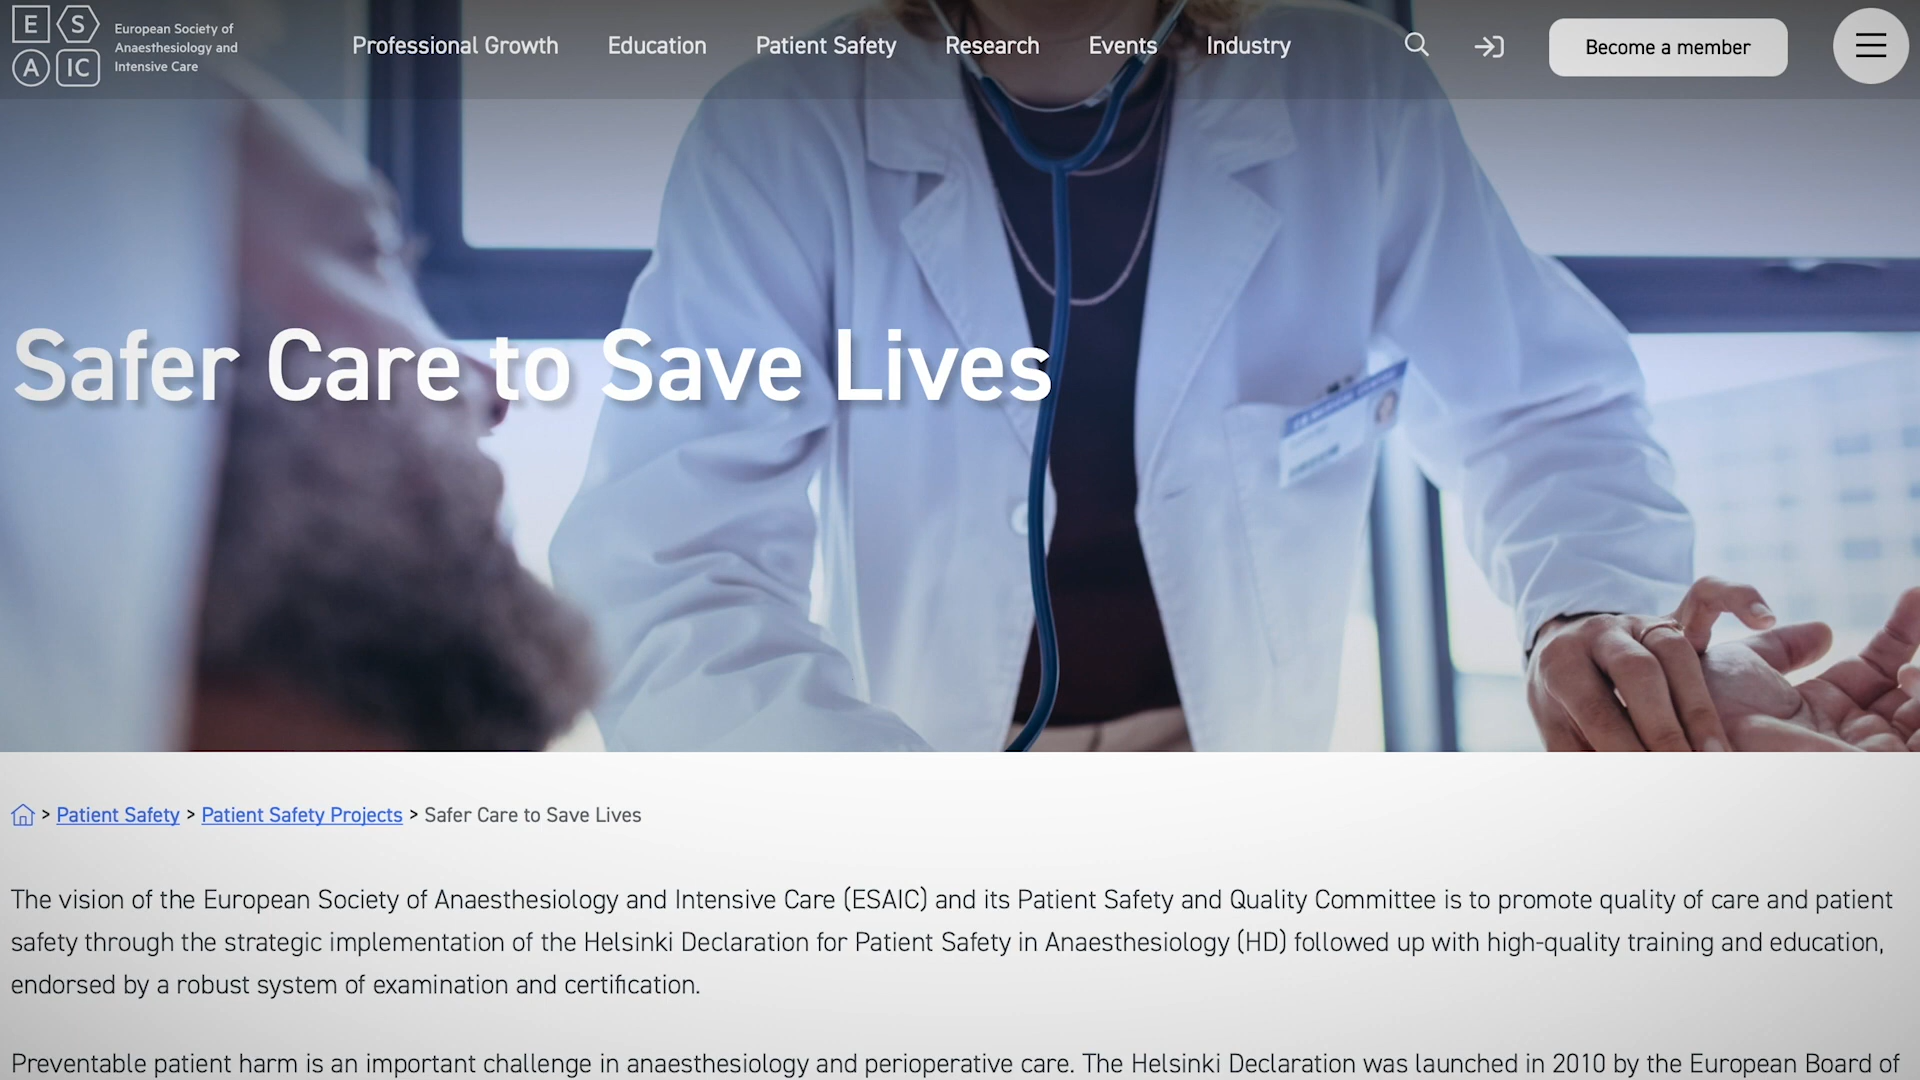 E S
A IC
European Society of
Anaesthesiology and
Intensive Care
Professional Growth Education Patient Safety Research Events Industry
Become a member
Safer Care to Save Lives
> Patient Safety > Patient Safety Projects > Safer Care to Save Lives
The vision of the European Society of Anaesthesiology and Intensive Care (ESAIC) and its Patient Safety and Quality Committee is to promote quality of care and patient
safety through the strategic implementation of the Helsinki Declaration for Patient Safety in Anaesthesiology (HD) followed up with high-quality training and education,
endorsed by a robust system of examination and certification.
Preventable patient harm is an important challenge in anaesthesiology and perioperative care. The Helsinki Declaration was launched in 2010 by the European Board of